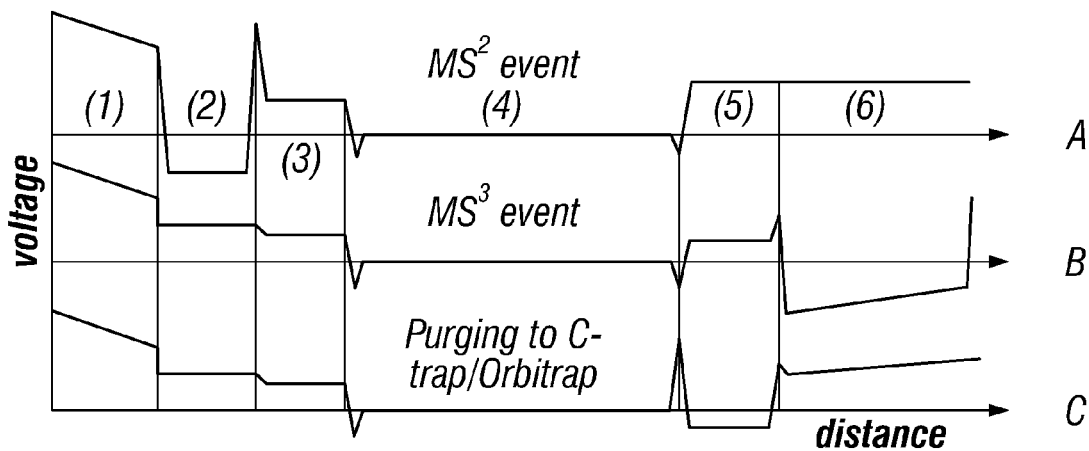 MS² event
(1) (2) (4) (5) (6)
(3)
A
voltage
MS³ event
B
Purging to C-
trap/Orbitrap
C
distance